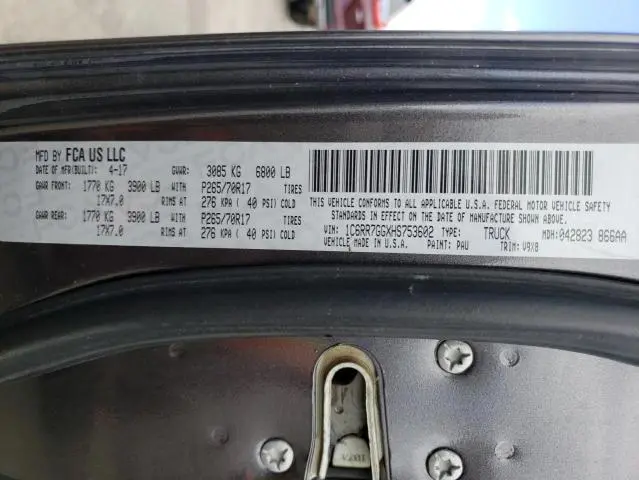 MFD BY FCA US LLC
DATE OF MFR(BUILT): 4-17 GVWR: 3085 KG 6800 LB
GAWR FRONT: 1770 KG 3900 LB WITH P265/70R17 TIRES
17X7.0 RIMS AT 276 KPA ( 40 PSI) COLD
GAWR REAR: 1770 KG 3900 LB WITH P265/70R17 TIRES
17X7.0 RIMS AT 276 KPA ( 40 PSI) COLD
THIS VEHICLE CONFORMS TO ALL APPLICABLE U.S.A. FEDERAL MOTOR VEHICLE SAFETY
STANDARDS IN EFFECT ON THE DATE OF MANUFACTURE SHOWN ABOVE.
VIN: 1C6RR7GGXHS753602 TYPE: TRUCK MDH:042823 866AA
VEHICLE MADE IN U.S.A. PAINT: PAU TRIM: V9X8